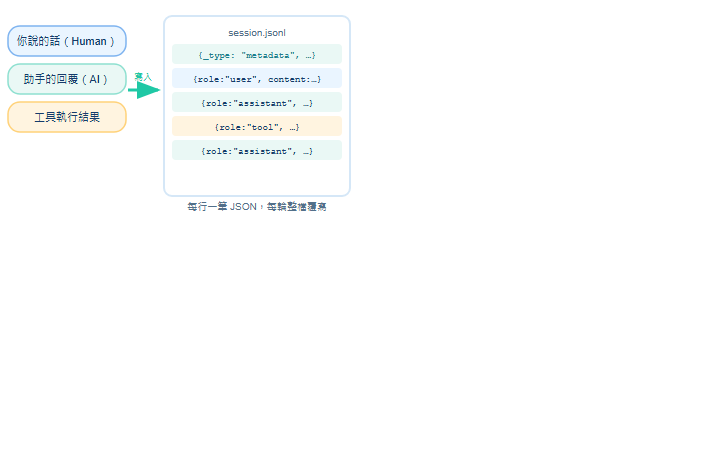 你說的話（Human）
助手的回覆（AI）
工具執行結果
寫入
session.jsonl
{_type: "metadata", …}
{role:"user", content:…}
{role:"assistant", …}
{role:"tool", …}
{role:"assistant", …}
每行一筆 JSON，每輪整檔覆寫